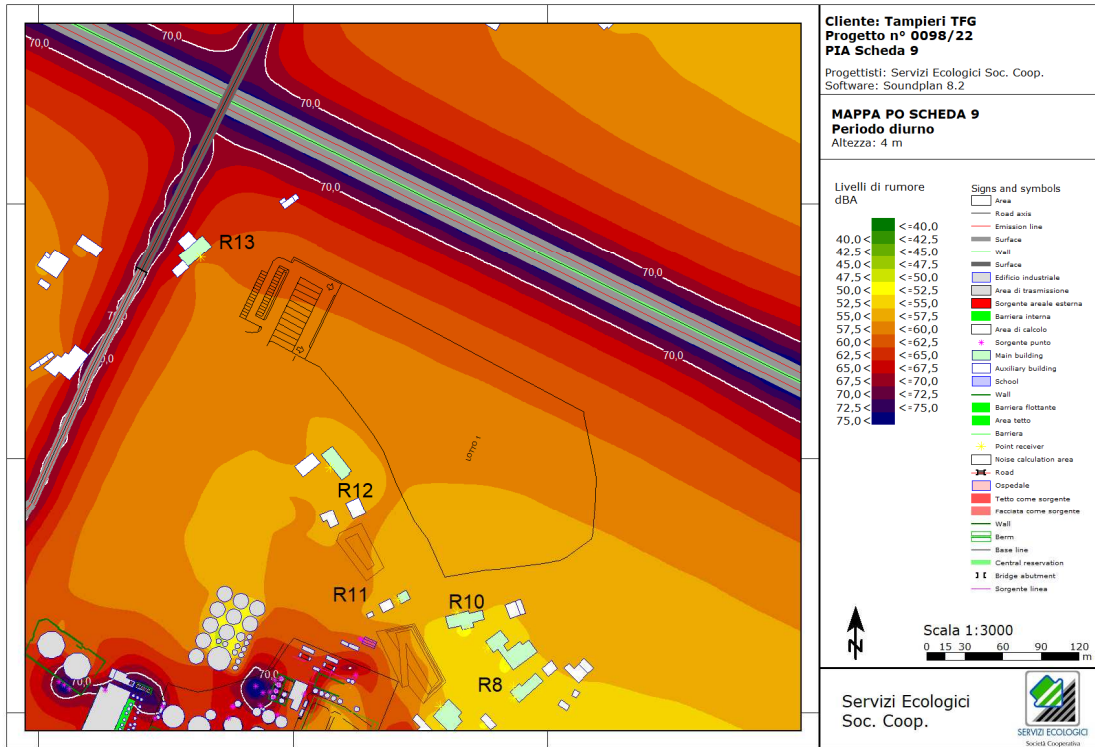 Cliente: Tampieri TFG
Progetto n° 0098/22
PIA Scheda 9
Progettisti: Servizi Ecologici Soc. Coop.
Software: Soundplan 8.2
MAPPA PO SCHEDA 9
Periodo diurno
Altezza: 4 m
Livelli di rumore
dBA
<=40,0
40,0< <=42,5
42,5< <=45,0
45,0< <=47,5
47,5< <=50,0
50,0< <=52,5
52,5< <=55,0
55,0< <=57,5
57,5< <=60,0
60,0< <=62,5
62,5< <=65,0
65,0< <=67,5
67,5< <=70,0
70,0< <=72,5
72,5< <=75,0
75,0<
Signs and symbols
Area
Road axis
Emission line
Surface
Wall
Surface
Edificio industriale
Area di trasmissione
Sorgente areale esterna
Barriera interna
Area di calcolo
Sorgente punto
Main building
Auxiliary building
School
Wall
Barriera flottante
Area tetto
Barriera
Point receiver
Noise calculation area
Road
Ospedale
Tetto come sorgente
Facciata come sorgente
Wall
Berm
Base line
Central reservation
Bridge abutment
Sorgente linea
N
Scala 1:3000
0 15 30 60 90 120
m
Servizi Ecologici
Soc. Coop.
SERVIZI ECOLOGICI
Società Cooperativa
70,0
70,0
70,0
70,0
70,0
70,0
R13
LOTTO 1
R12
R11
R10
R8
70,0
70,0